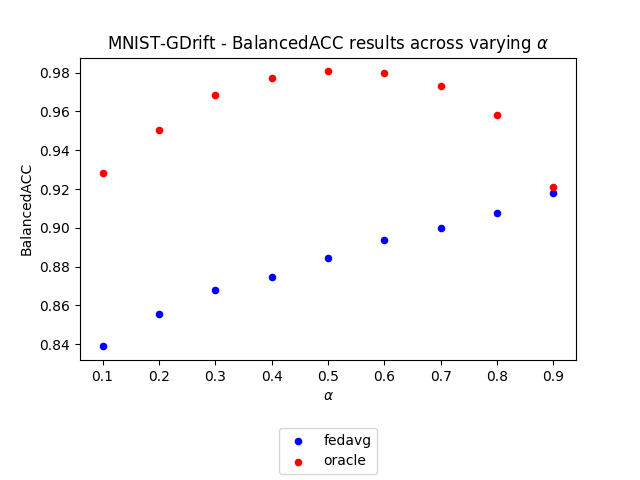 MNIST-GDrift - BalancedACC results across varying α
0.98
0.96
0.94
0.92
0.90
0.88
0.86
0.84
BalancedACC
0.1 0.2 0.3 0.4 0.5 0.6 0.7 0.8 0.9
α
fedavg
oracle